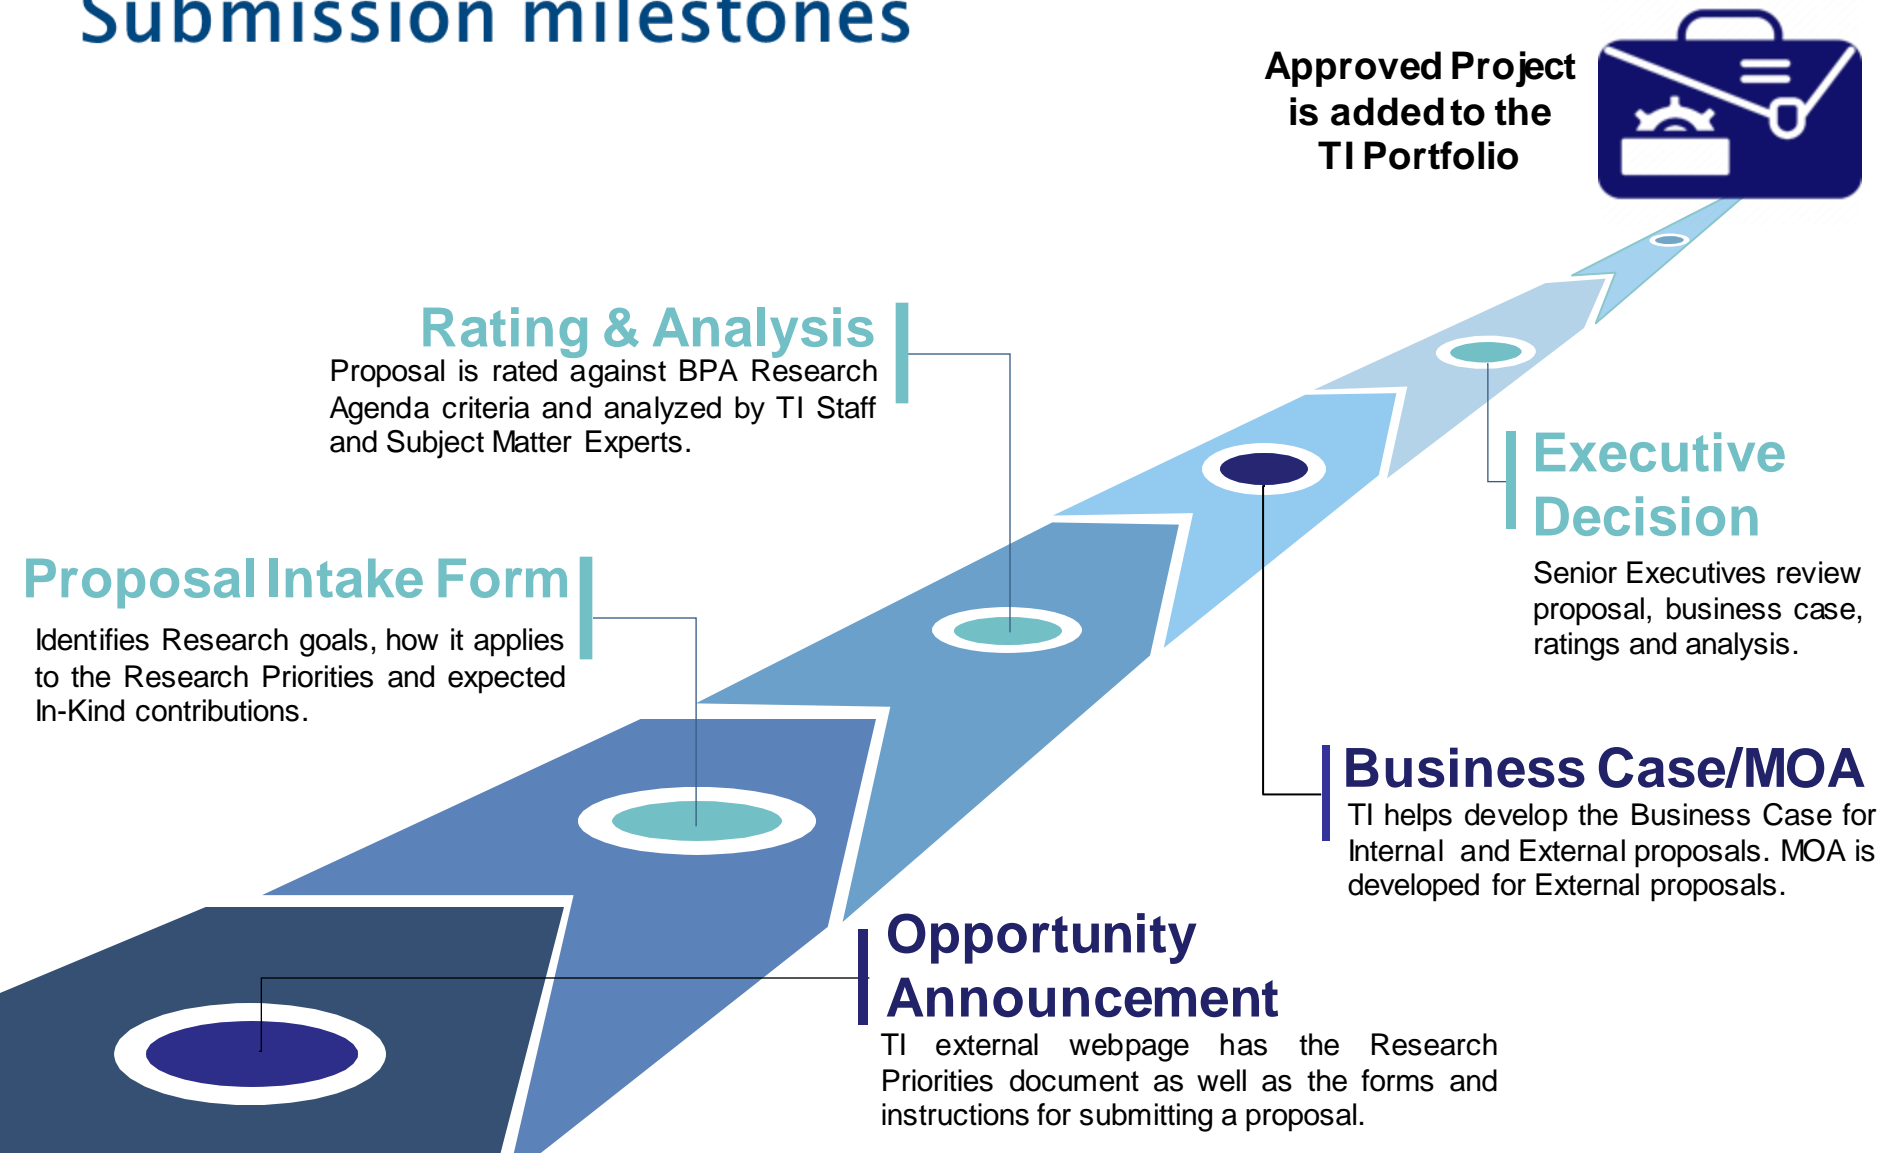 Submission milestones
Approved Project
is added to the
TI Portfolio
Rating & Analysis
Proposal is rated against BPA Research
Agenda criteria and analyzed by TI Staff
and Subject Matter Experts.
Executive
Decision
Senior Executives review
proposal, business case,
ratings and analysis.
Proposal Intake Form
Identifies Research goals, how it applies
to the Research Priorities and expected
In-Kind contributions.
Business Case/MOA
TI helps develop the Business Case for
Internal and External proposals. MOA is
developed for External proposals.
Opportunity
Announcement
TI external webpage has the Research
Priorities document as well as the forms and
instructions for submitting a proposal.